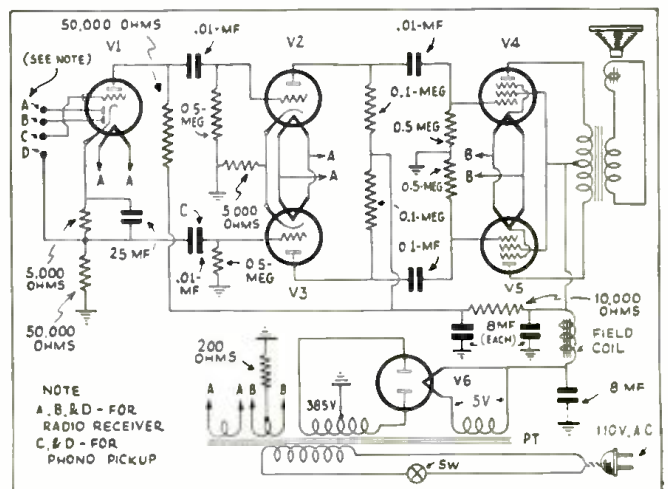 50,000
OHMS
(SEE NOTE)
V1
.01-MF
V2
.01-MF
V4
A
B
C
D
0.5-
MEG
0.1-MEG
0.5 MEG
A
A
A
A
B
B
5,000
OHMS
0.5-MEG
0.1-MEG
0.1-MF
C
25 MF
5,000
OHMS
.01-
MF
0.5-
MEG
V3
V5
50,000
OHMS
10,000
OHMS
200
OHMS
8 MF
(EACH)
FIELD
COIL
V6
5V
8 MF
A
A
B
B
385V.
NOTE
A, B, & D - FOR
RADIO RECEIVER
C, & D - FOR
PHONO PICKUP
PT
110V, AC
SW